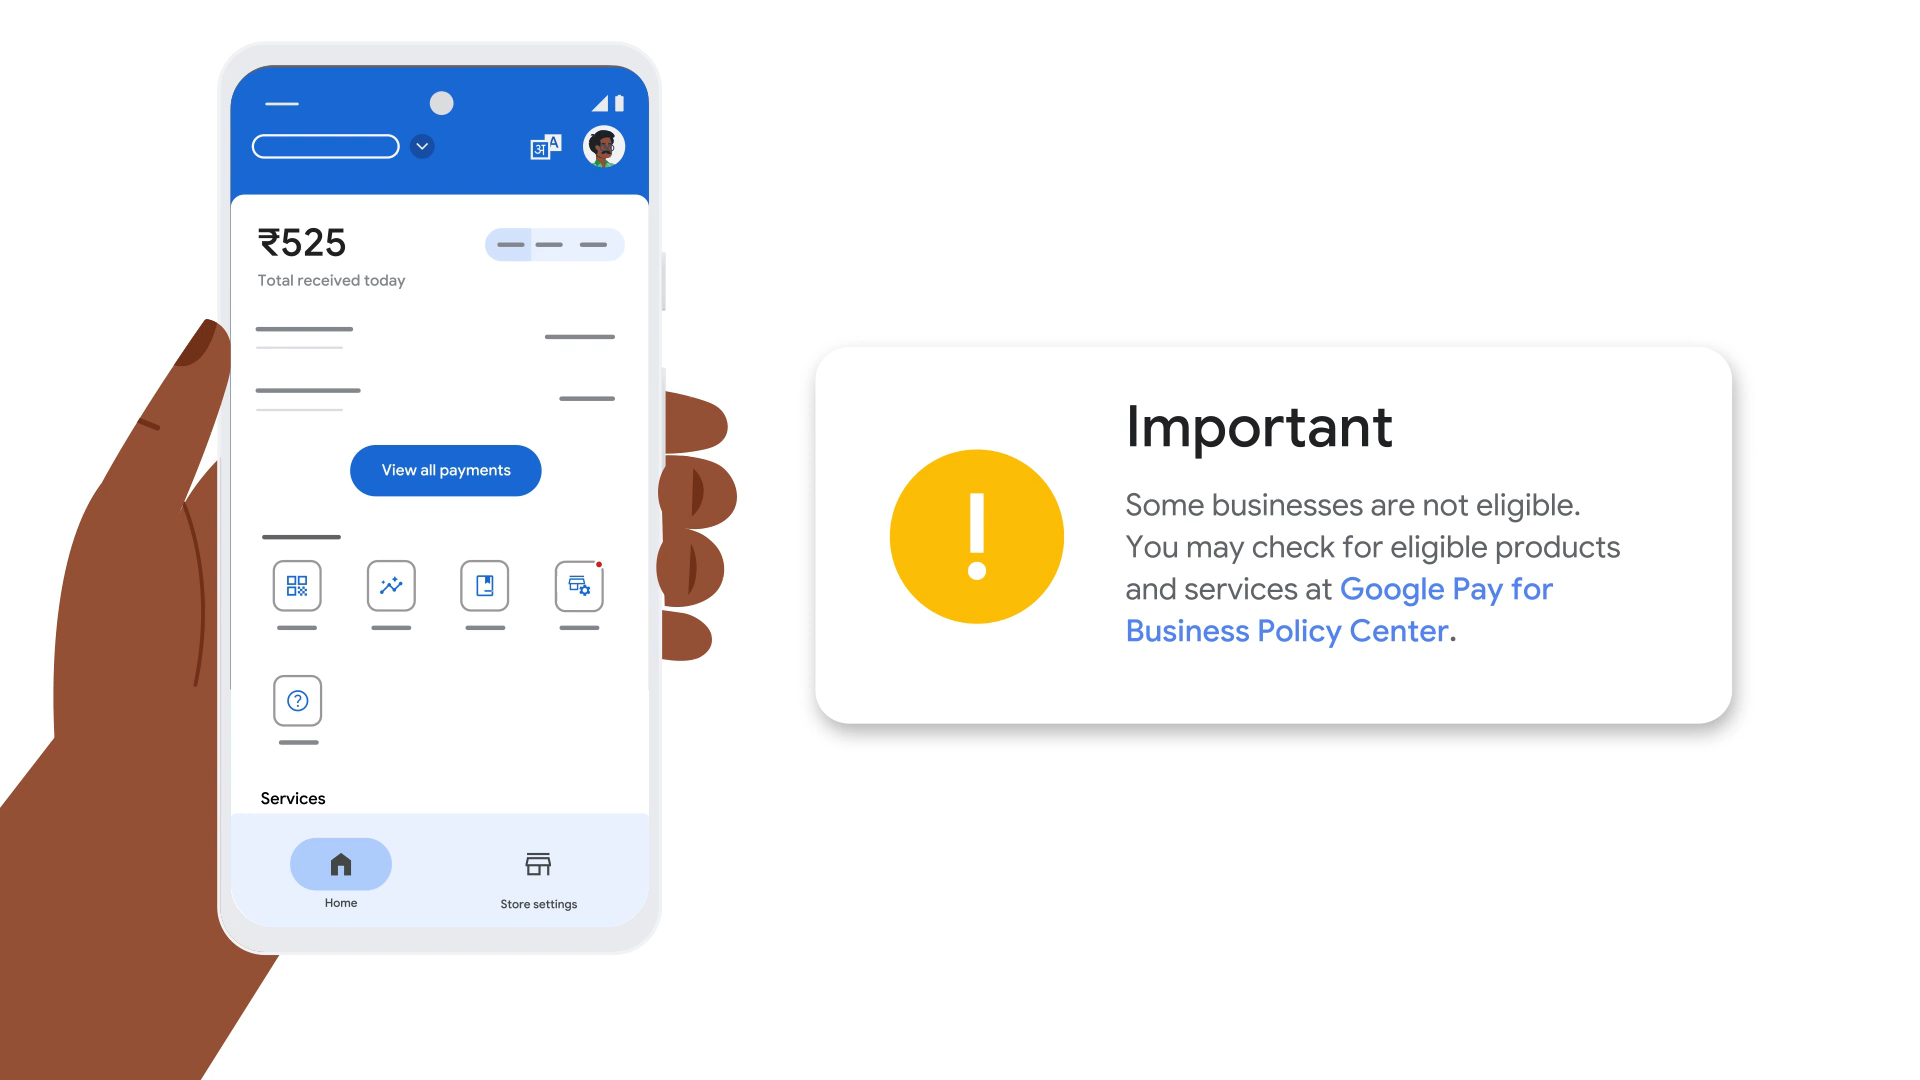 अ A
₹525
Total received today
View all payments
Services
Home
Store settings
Important
Some businesses are not eligible.
You may check for eligible products
and services at Google Pay for
Business Policy Center.